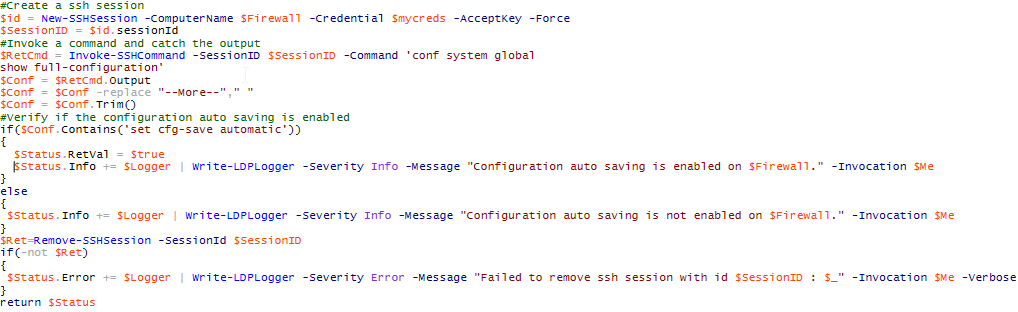 #Create a ssh session
$id = New-SSHSession -ComputerName $Firewall -Credential $mycreds -AcceptKey -Force
$SessionID = $id.sessionId
#Invoke a command and catch the output
$RetCmd = Invoke-SSHCommand -SessionID $SessionID -Command 'conf system global
show full-configuration'
$Conf = $RetCmd.Output
$Conf = $Conf -replace "--More--"," "
$Conf = $Conf.Trim()
#Verify if the configuration auto saving is enabled
if($Conf.Contains('set cfg-save automatic'))
{
  $Status.RetVal = $true
  $Status.Info += $Logger | Write-LDPLogger -Severity Info -Message "Configuration auto saving is enabled on $Firewall." -Invocation $Me
}
else
{
 $Status.Info += $Logger | Write-LDPLogger -Severity Info -Message "Configuration auto saving is not enabled on $Firewall." -Invocation $Me
}
$Ret=Remove-SSHSession -SessionId $SessionID
if(-not $Ret)
{
 $Status.Error += $Logger | Write-LDPLogger -Severity Error -Message "Failed to remove ssh session with id $SessionID : $_" -Invocation $Me -Verbose
}
return $Status